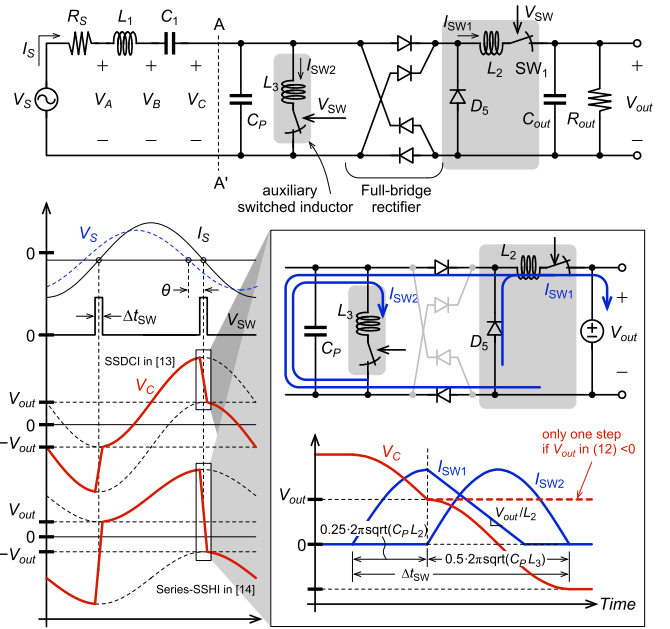 R_S L_1 C_1 A
I_S
+ + +
V_S V_A V_B V_C
− − −
A'
C_P
L_3
I_SW2
V_SW
auxiliary
switched inductor
Full-bridge
rectifier
I_SW1
V_SW
L_2
SW_1
D_5
C_out
R_out
+
V_out
−
0
V_S
I_S
θ
0
Δt_SW
V_SW
SSDCI in [13]
V_C
V_out
0
−V_out
V_out
0
−V_out
Series-SSHI in [14]
L_2
I_SW2
I_SW1
L_3
C_P
D_5
+
V_out
−
V_C
I_SW1
I_SW2
only one step
if V_out in (12) <0
V_out
V_out/L_2
0.25·2πsqrt(C_P L_2)
0
0.5·2πsqrt(C_P L_3)
Δt_SW
Time